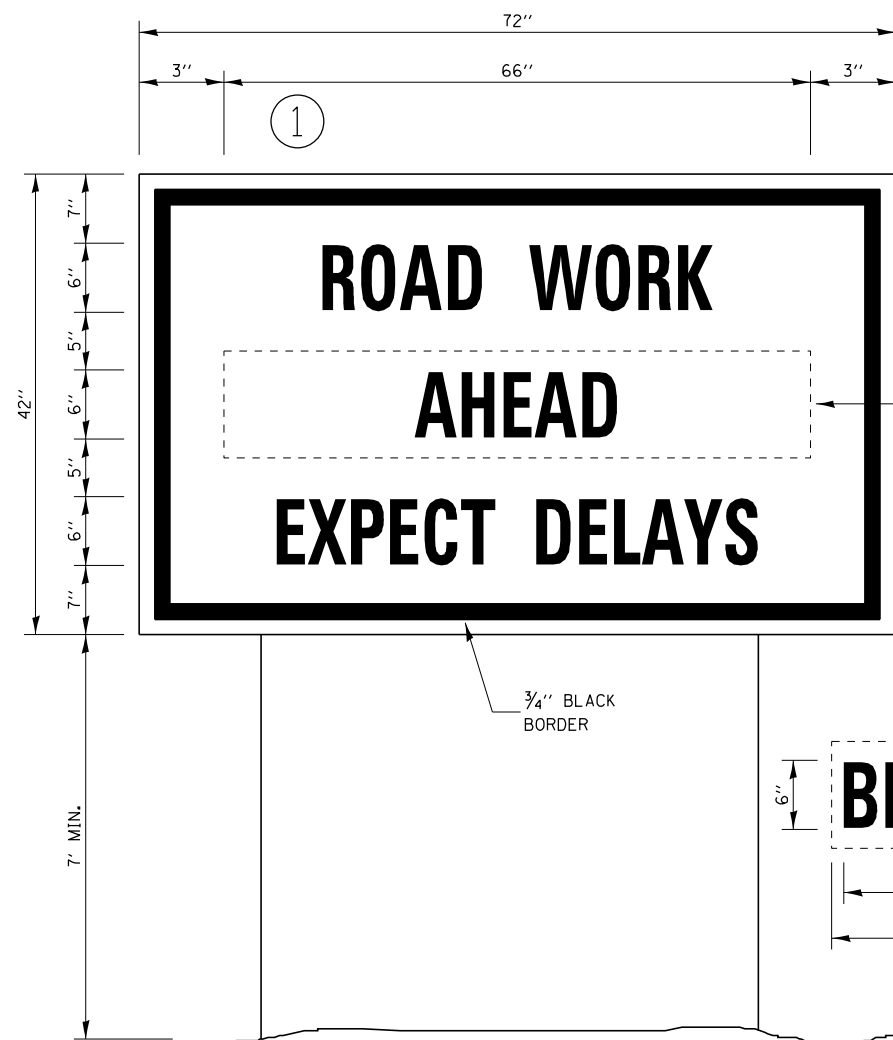 72''
3'' 66'' 3''
1
7''
6''
5''
6''
5''
6''
7''
42''
ROAD WORK
AHEAD
EXPECT DELAYS
3/4'' BLACK
BORDER
7' MIN.
6''
B